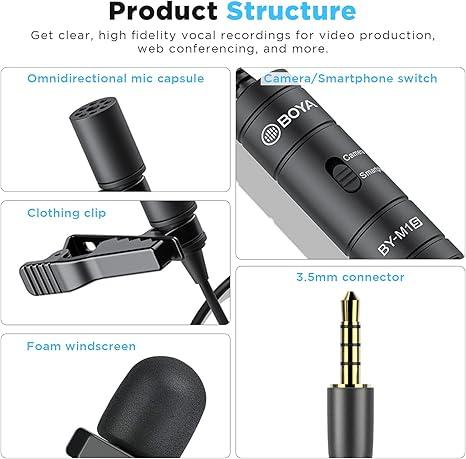 Product Structure
Get clear, high fidelity vocal recordings for video production,
web conferencing, and more.
Omnidirectional mic capsule
Camera/Smartphone switch
BOYA
Camera
BY-M1S
Clothing clip
3.5mm connector
Foam windscreen